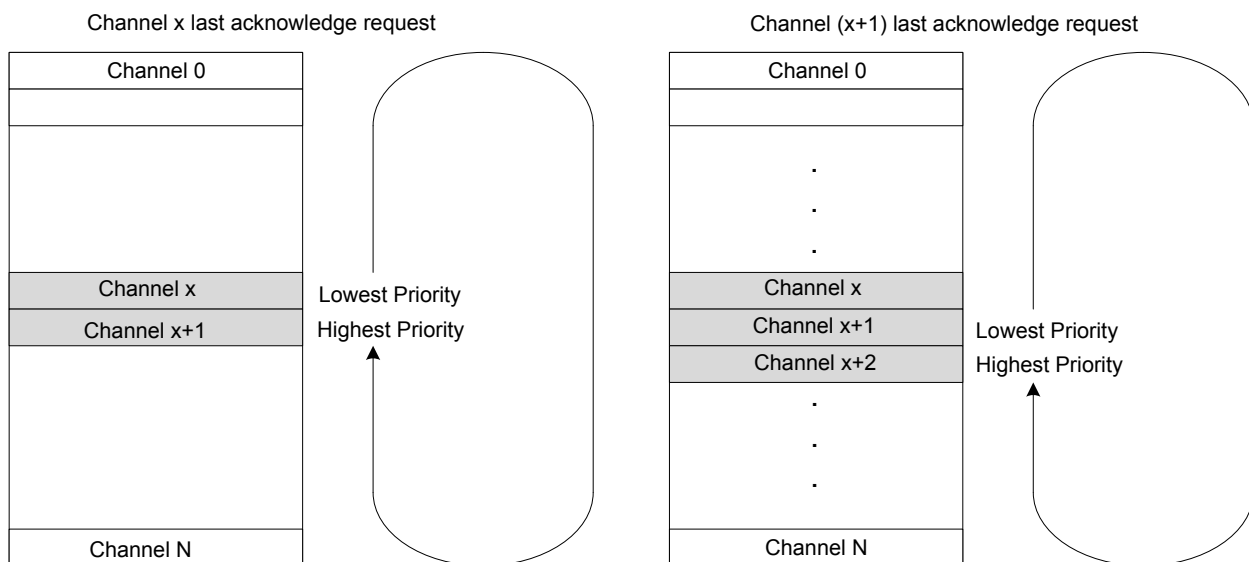 Channel x last acknowledge request
Channel 0
Channel x
Lowest Priority
Channel x+1
Highest Priority
Channel N
Channel (x+1) last acknowledge request
Channel 0
.
.
.
Channel x
Channel x+1
Lowest Priority
Channel x+2
Highest Priority
.
.
.
Channel N